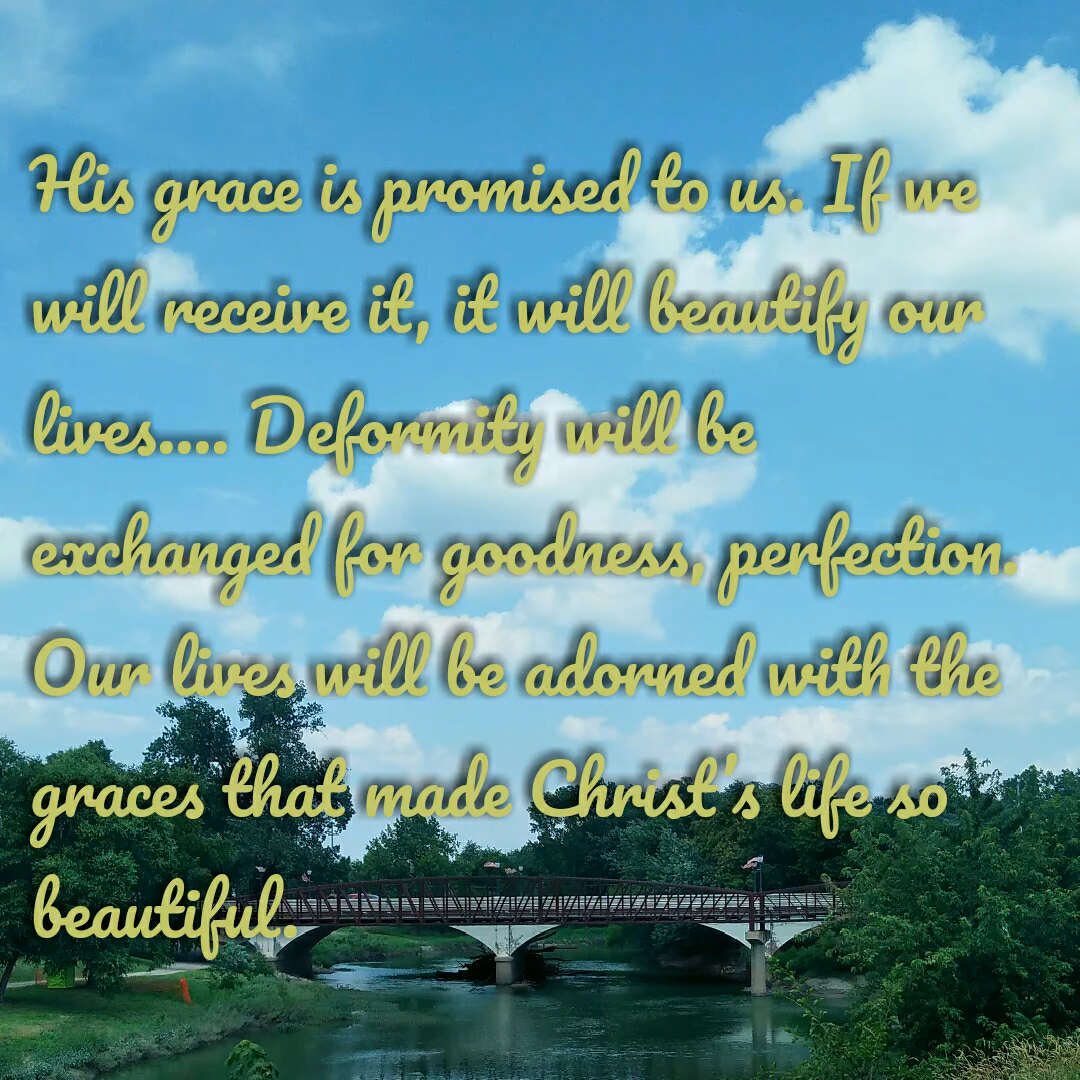 His grace is promised to us. If we
will receive it, it will beautify our
lives.... Deformity will be
exchanged for goodness, perfection.
Our lives will be adorned with the
graces that made Christ's life so
beautiful.